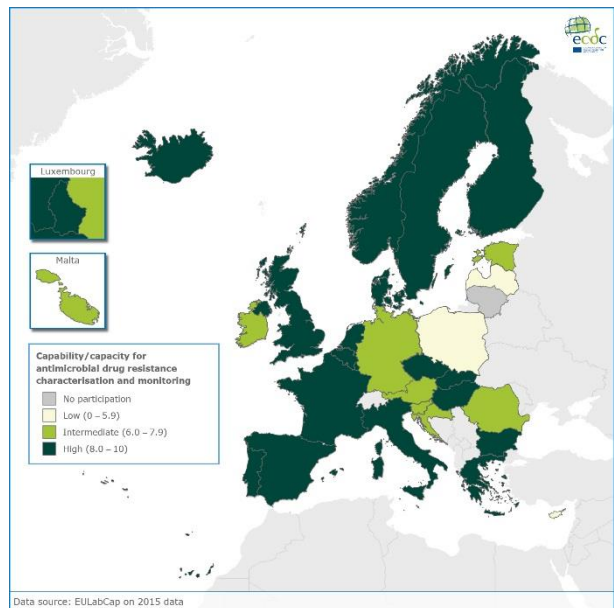 ecdc
Luxembourg
Malta
Capability/capacity for
antimicrobial drug resistance
characterisation and monitoring
No participation
Low (0 – 5.9)
Intermediate (6.0 – 7.9)
High (8.0 – 10)
Data source: EULabCap on 2015 data